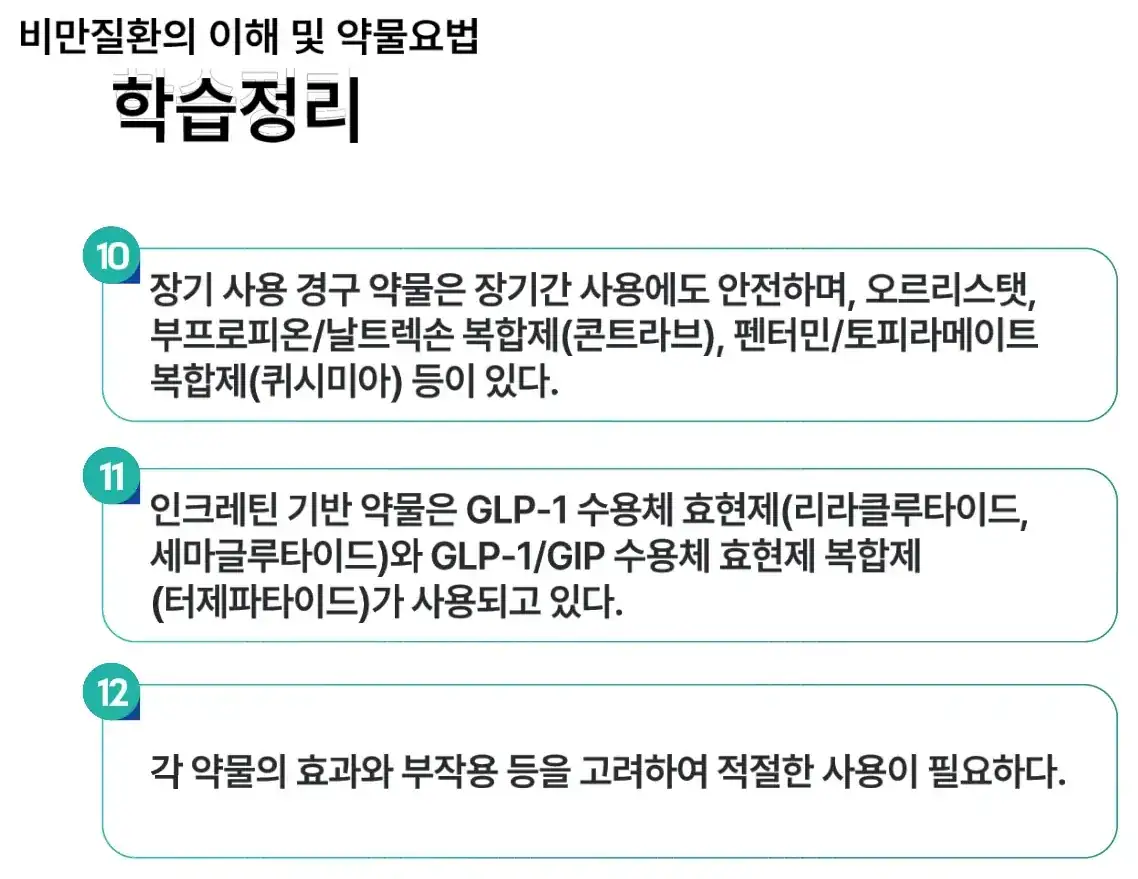 비만질환의 이해 및 약물요법
학습정리
10
장기 사용 경구 약물은 장기간 사용에도 안전하며, 오르리스탯,
부프로피온/날트렉손 복합제(콘트라브), 펜터민/토피라메이트
복합제(퀴시미아) 등이 있다.
11
인크레틴 기반 약물은 GLP-1 수용체 효현제(리라클루타이드,
세마글루타이드)와 GLP-1/GIP 수용체 효현제 복합제
(터제파타이드)가 사용되고 있다.
12
각 약물의 효과와 부작용 등을 고려하여 적절한 사용이 필요하다.